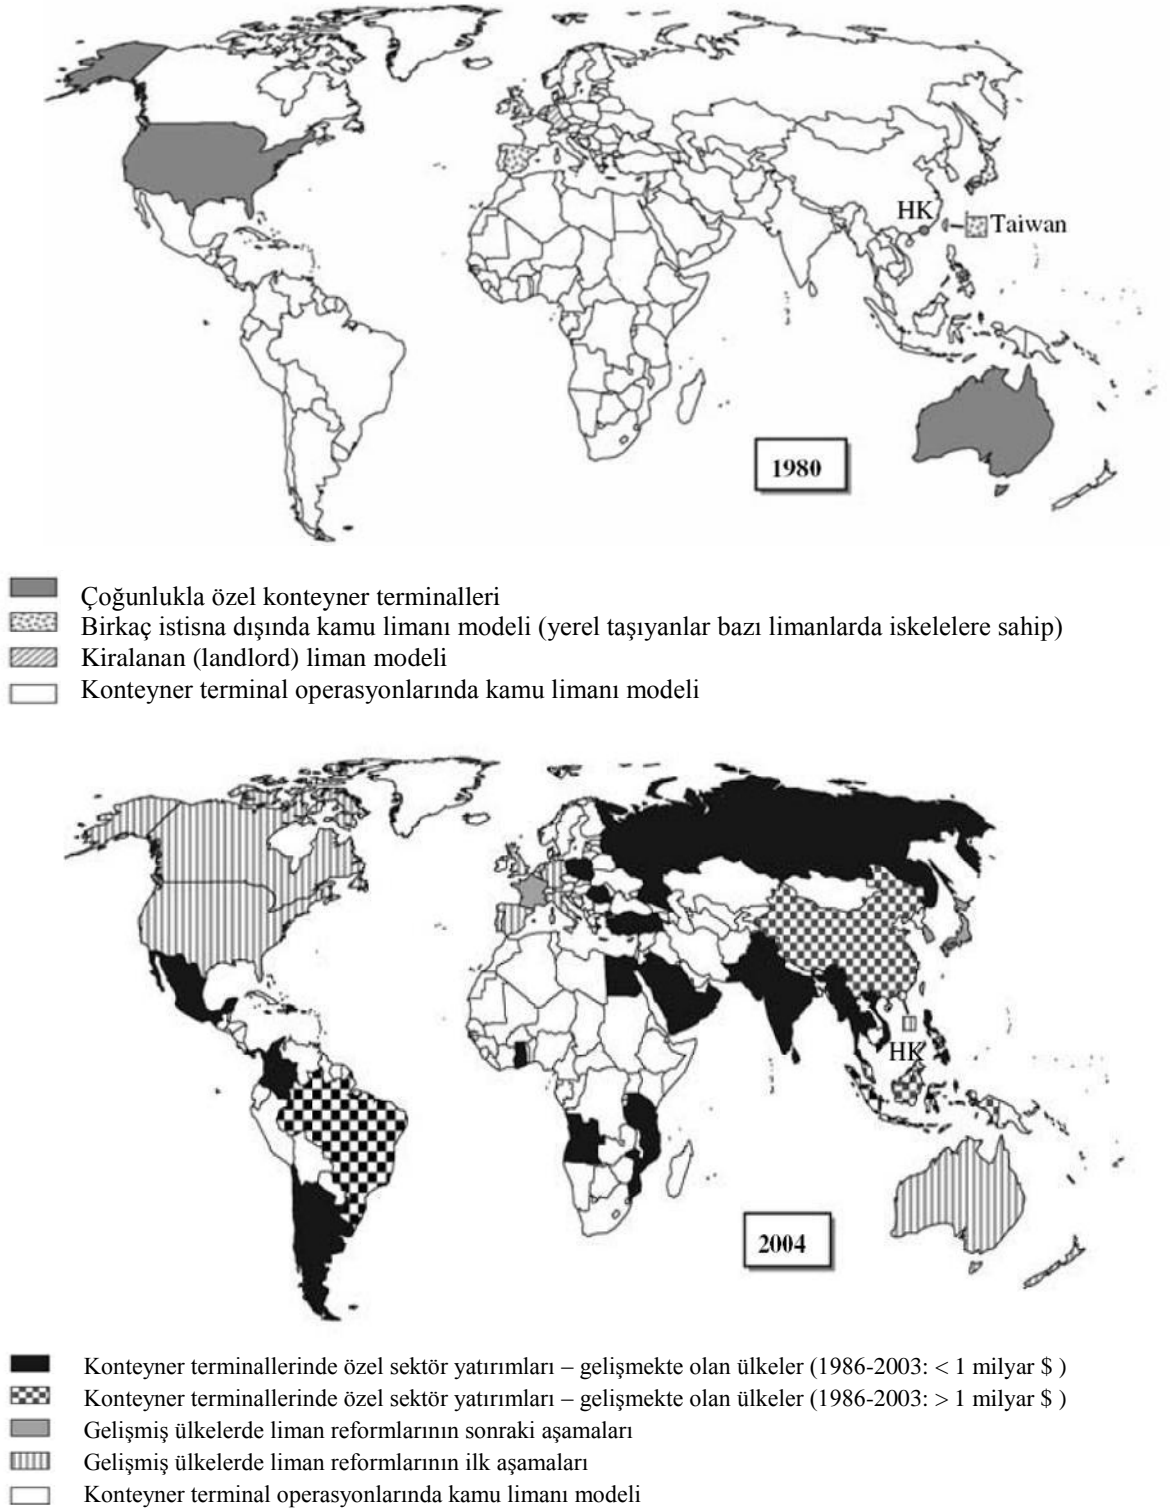 HK
Taiwan
1980
Çoğunlukla özel konteyner terminalleri
Birkaç istisna dışında kamu limanı modeli (yerel taşıyanlar bazı limanlarda iskelelere sahip)
Kiralanan (landlord) liman modeli
Konteyner terminal operasyonlarında kamu limanı modeli
HK
2004
Konteyner terminallerinde özel sektör yatırımları – gelişmekte olan ülkeler (1986-2003: < 1 milyar $ )
Konteyner terminallerinde özel sektör yatırımları – gelişmekte olan ülkeler (1986-2003: > 1 milyar $ )
Gelişmiş ülkelerde liman reformlarının sonraki aşamaları
Gelişmiş ülkelerde liman reformlarının ilk aşamaları
Konteyner terminal operasyonlarında kamu limanı modeli